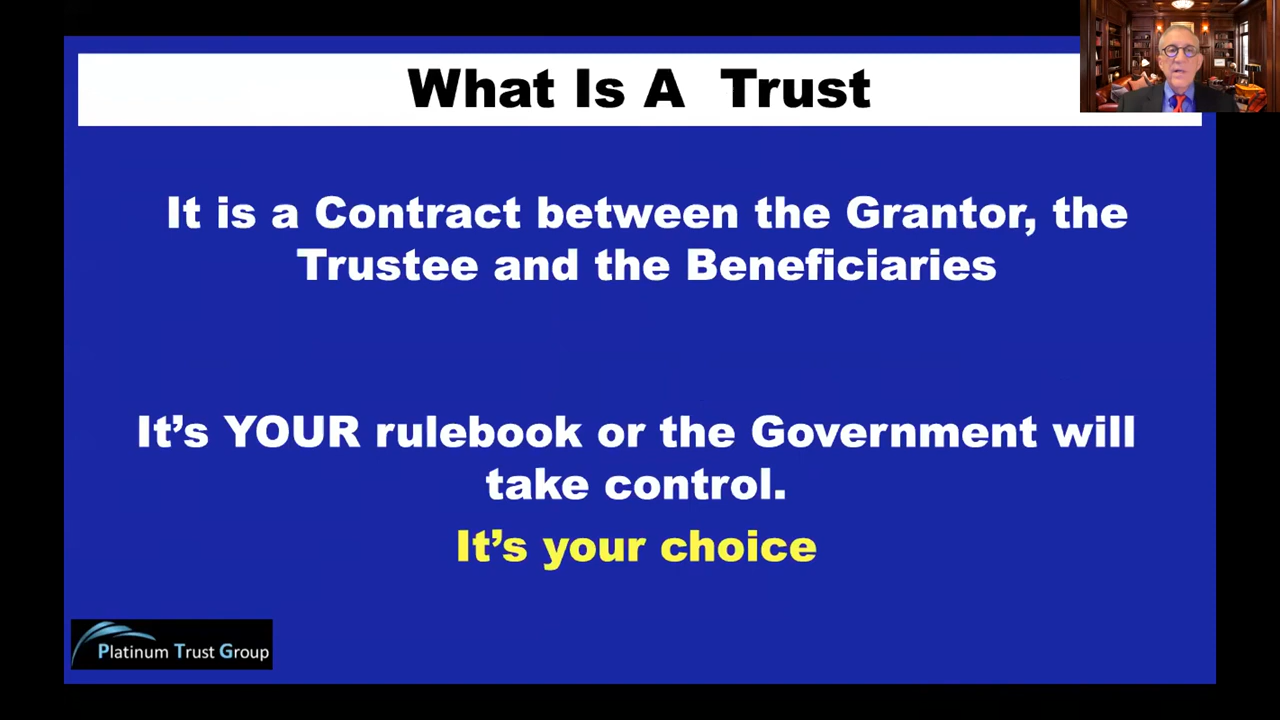 What Is A Trust
It is a Contract between the Grantor, the
Trustee and the Beneficiaries
It’s YOUR rulebook or the Government will
take control.
It’s your choice
Platinum Trust Group